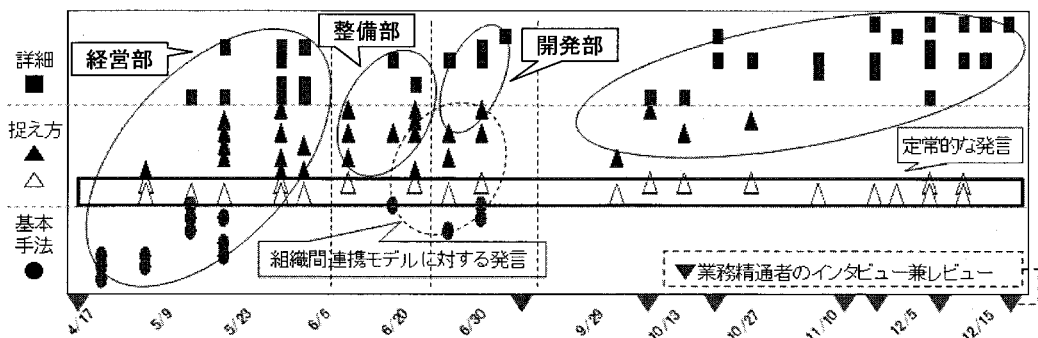 詳細
捉え方
基本
手法
経営部
整備部
開発部
定常的な発言
組織間連携モデルに対する発言
業務精通者のインタビュー兼レビュー
4/17
5/9
5/23
6/6
6/20
6/30
9/29
10/13
10/27
11/10
12/5
12/15